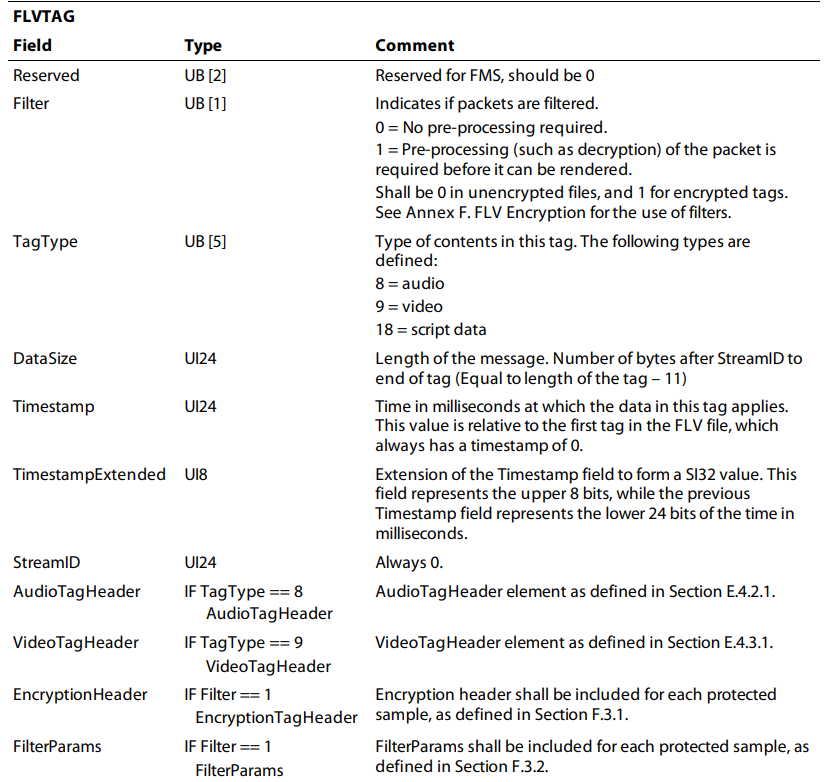 FLVTAG
Field Type Comment
Reserved UB [2] Reserved for FMS, should be 0
Filter UB [1] Indicates if packets are filtered.
0 = No pre-processing required.
1 = Pre-processing (such as decryption) of the packet is
required before it can be rendered.
Shall be 0 in unencrypted files, and 1 for encrypted tags.
See Annex F. FLV Encryption for the use of filters.
TagType UB [5] Type of contents in this tag. The following types are
defined:
8 = audio
9 = video
18 = script data
DataSize UI24 Length of the message. Number of bytes after StreamID to
end of tag (Equal to length of the tag – 11)
Timestamp UI24 Time in milliseconds at which the data in this tag applies.
This value is relative to the first tag in the FLV file, which
always has a timestamp of 0.
TimestampExtended UI8 Extension of the Timestamp field to form a SI32 value. This
field represents the upper 8 bits, while the previous
Timestamp field represents the lower 24 bits of the time in
milliseconds.
StreamID UI24 Always 0.
AudioTagHeader IF TagType == 8 AudioTagHeader element as defined in Section E.4.2.1.
AudioTagHeader
VideoTagHeader IF TagType == 9 VideoTagHeader element as defined in Section E.4.3.1.
VideoTagHeader
EncryptionHeader IF Filter == 1 Encryption header shall be included for each protected
EncryptionTagHeader sample, as defined in Section F.3.1.
FilterParams IF Filter == 1 FilterParams shall be included for each protected sample, as
FilterParams defined in Section F.3.2.